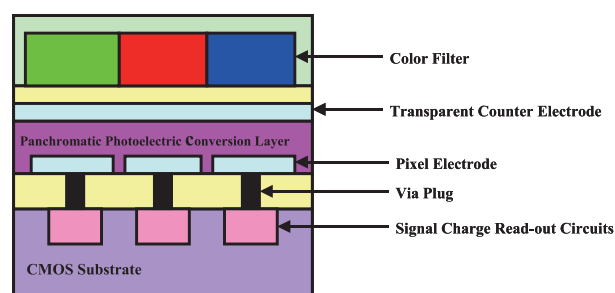 Color Filter
Transparent Counter Electrode
Panchromatic Photoelectric Conversion Layer
Pixel Electrode
Via Plug
Signal Charge Read-out Circuits
CMOS Substrate